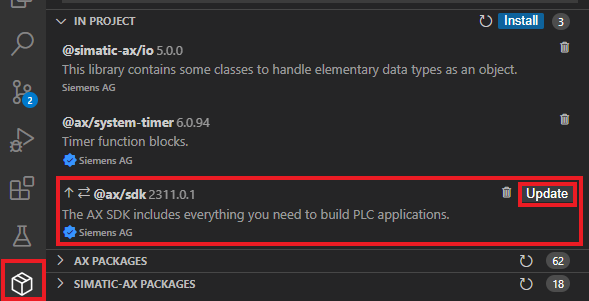 IN PROJECT Install 3
@simatic-ax/io 5.0.0
This library contains some classes to handle elementary data types as an object.
Siemens AG
@ax/system-timer 6.0.94
Timer function blocks.
Siemens AG
@ax/sdk 2311.0.1 Update
The AX SDK includes everything you need to build PLC applications.
Siemens AG
AX PACKAGES 62
SIMATIC-AX PACKAGES 18
2